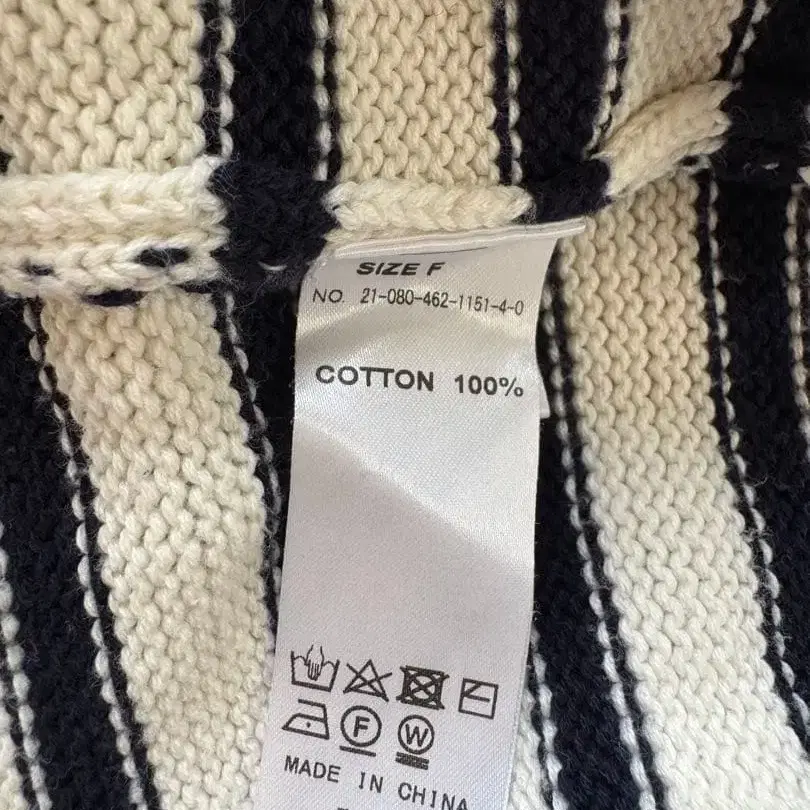 SIZE F
NO. 21-080-462-1151-4-0
COTTON 100%
F W
MADE IN CHINA